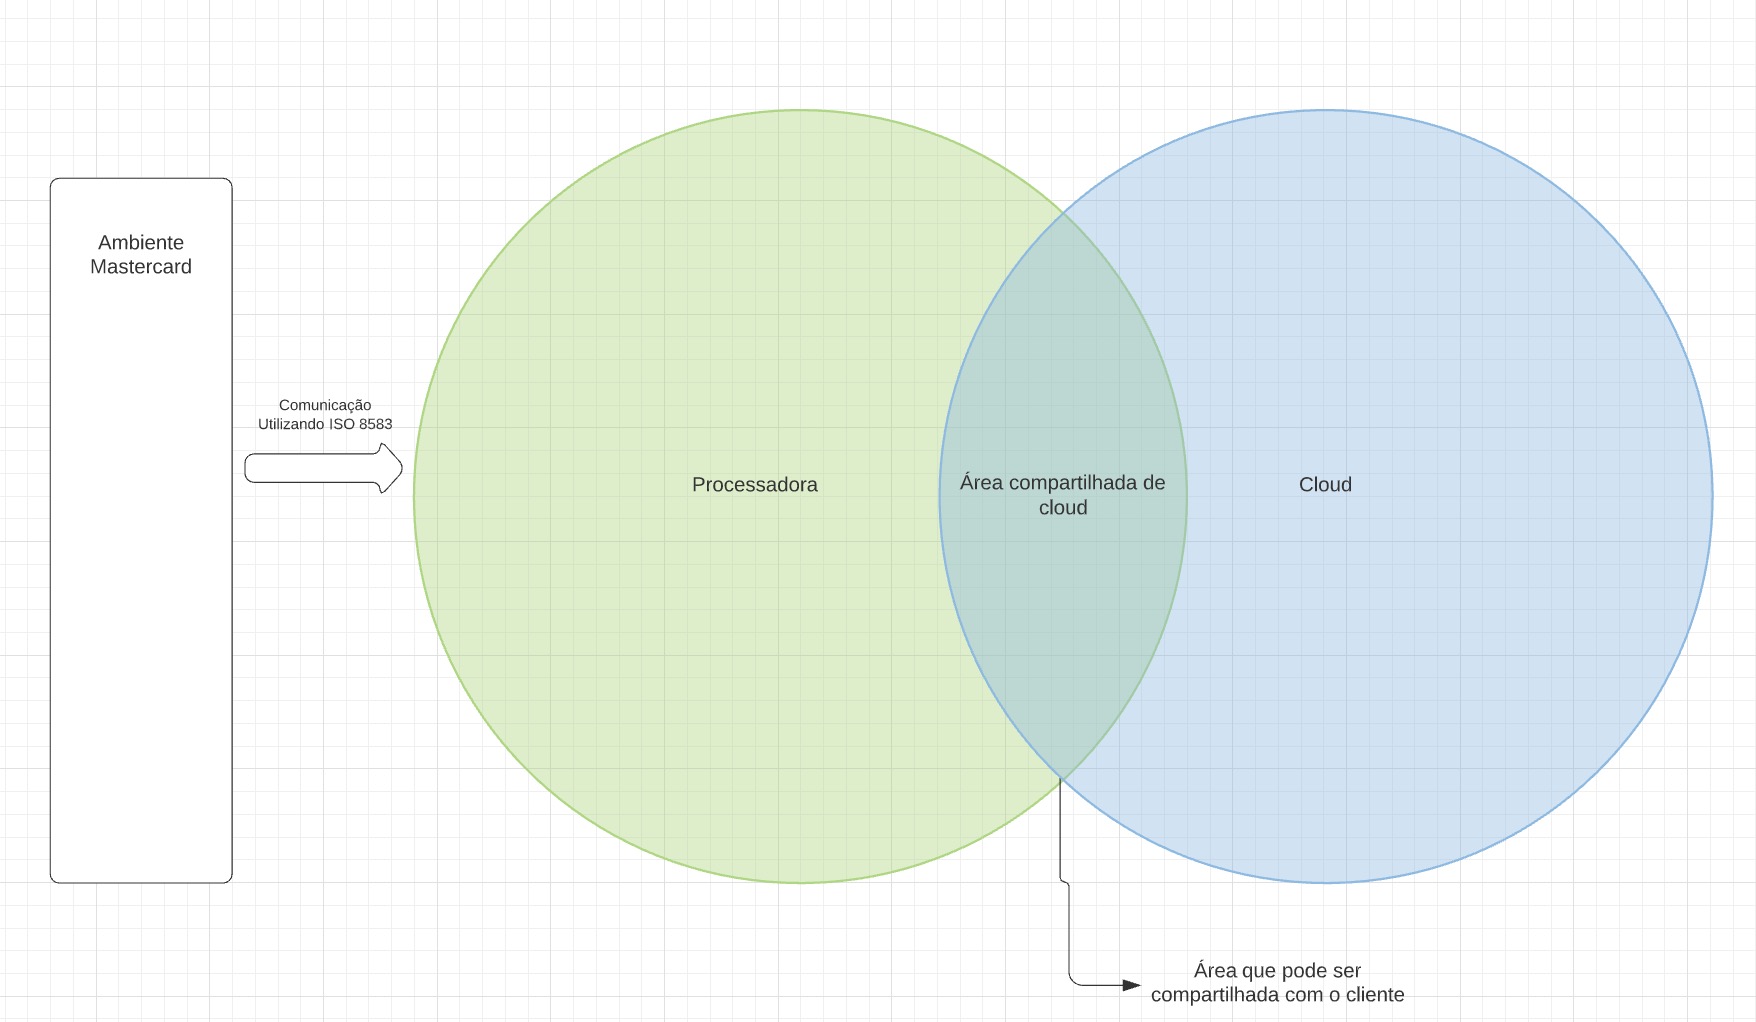 Ambiente
Mastercard
Comunicação
Utilizando ISO 8583
Processadora
Área compartilhada de
cloud
Cloud
Área que pode ser
compartilhada com o cliente